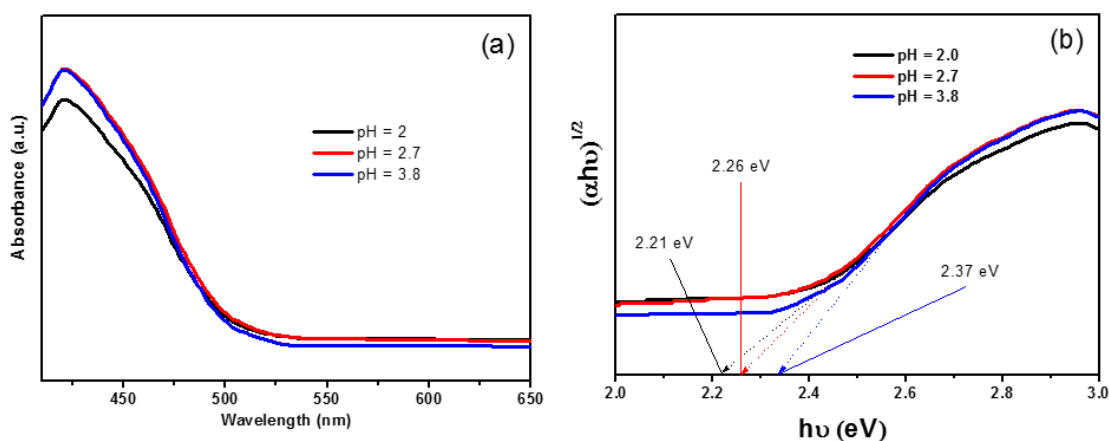 (a)
Absorbance (a.u.)
pH = 2
pH = 2.7
pH = 3.8
450 500 550 600 650
Wavelength (nm)
(b)
(αhυ)^1/2
pH = 2.0
pH = 2.7
pH = 3.8
2.26 eV
2.21 eV
2.37 eV
2.0 2.2 2.4 2.6 2.8 3.0
hυ (eV)